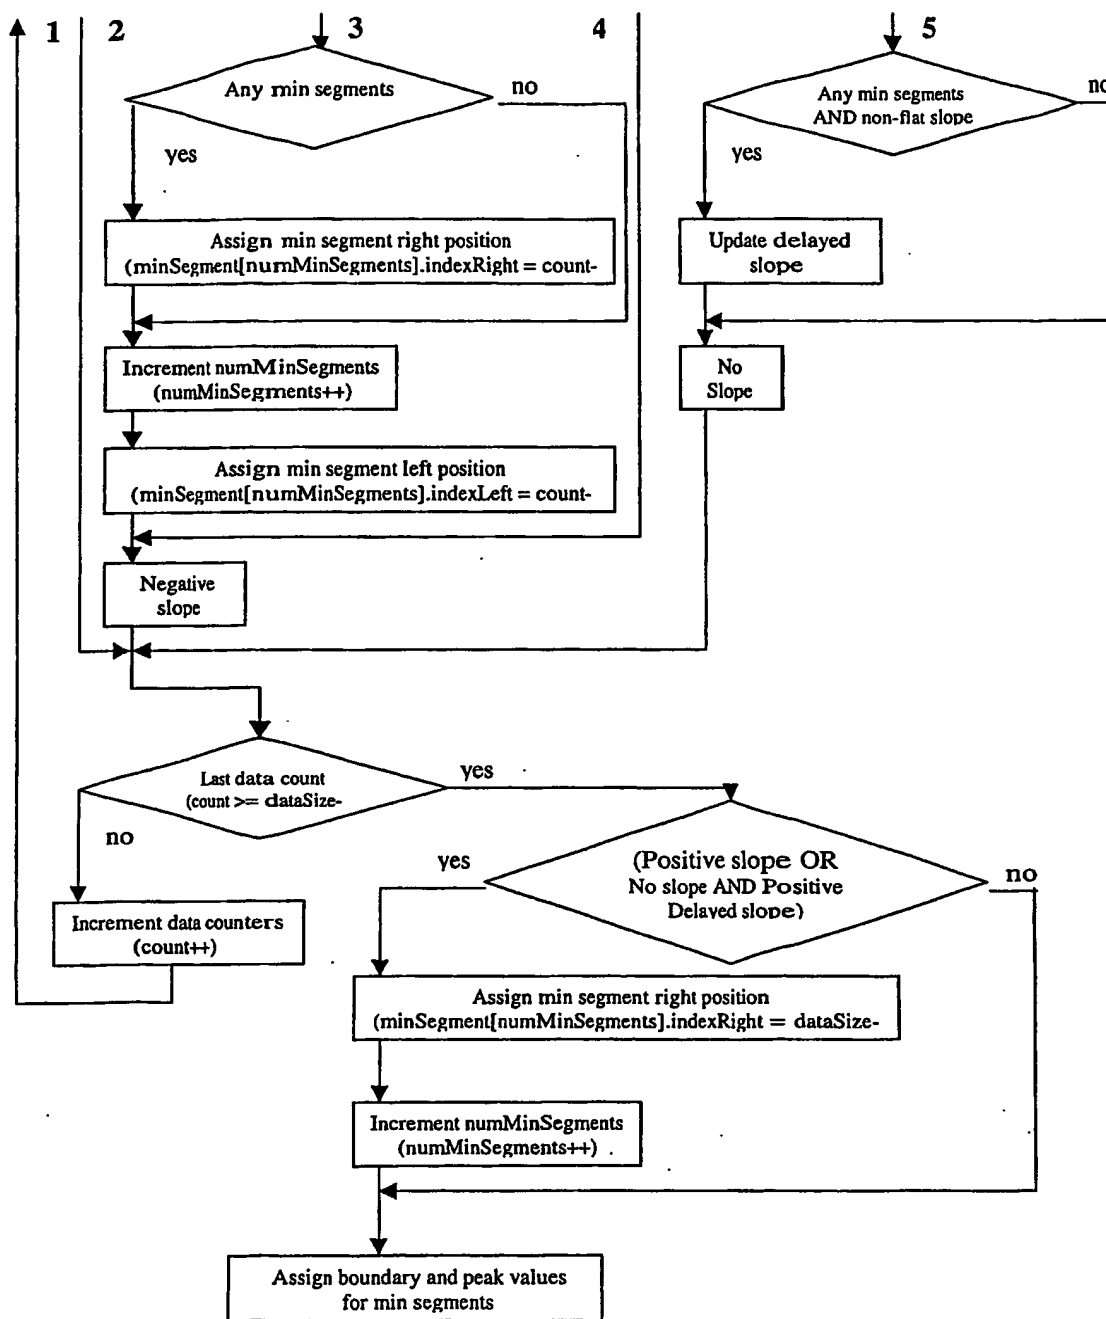 1 2 3 4 5
Any min segments
no
yes
Any min segments
AND non-flat slope
no
yes
Assign min segment right position
(minSegment[numMinSegments].indexRight = count-
Update delayed
slope
Increment numMinSegments
(numMinSegments++)
No
Slope
Assign min segment left position
(minSegment[numMinSegments].indexLeft = count-
Negative
slope
Last data count
(count >= dataSize-
yes
no
(Positive slope OR
No slope AND Positive
Delayed slope)
yes
no
Increment data counters
(count++)
Assign min segment right position
(minSegment[numMinSegments].indexRight = dataSize-
Increment numMinSegments
(numMinSegments++)
Assign boundary and peak values
for min segments